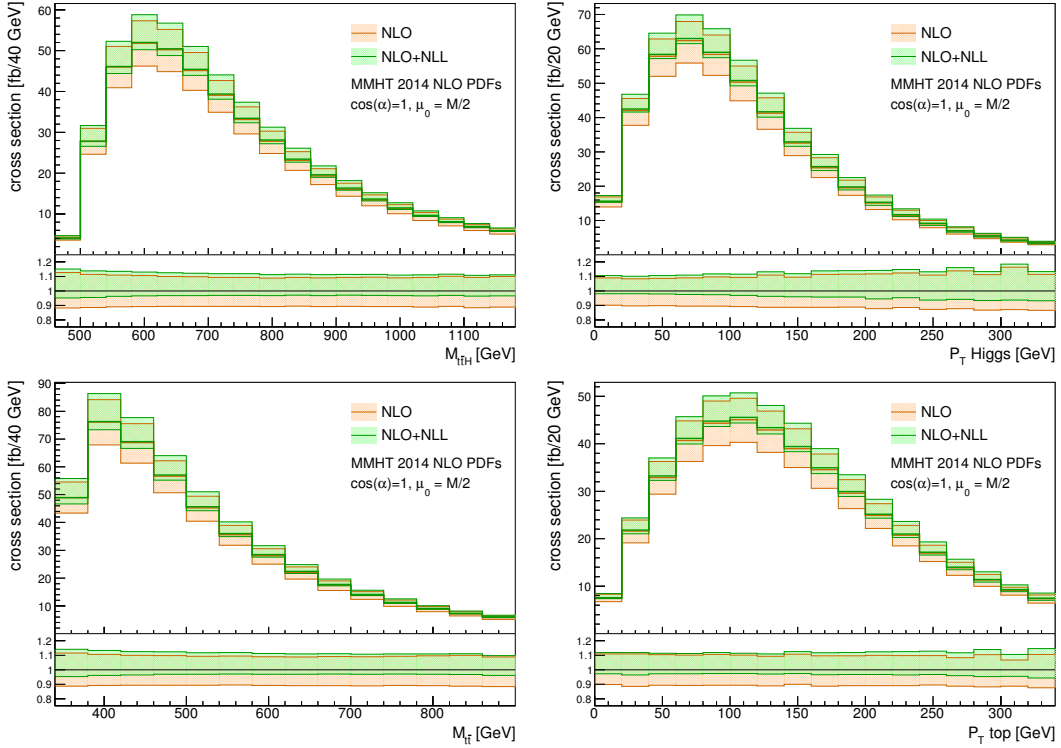 cross section [fb/40 GeV]
60
50
40
30
20
10
NLO
NLO+NLL
MMHT 2014 NLO PDFs
cos(α)=1, μ0 = M/2
1.2
1.1
1
0.9
0.8
500 600 700 800 900 1000 1100
M_tt̄H [GeV]
cross section [fb/20 GeV]
70
60
50
40
30
20
10
NLO
NLO+NLL
MMHT 2014 NLO PDFs
cos(α)=1, μ0 = M/2
1.2
1.1
1
0.9
0.8
0 50 100 150 200 250 300
P_T Higgs [GeV]
cross section [fb/40 GeV]
90
80
70
60
50
40
30
20
10
NLO
NLO+NLL
MMHT 2014 NLO PDFs
cos(α)=1, μ0 = M/2
1.2
1.1
1
0.9
0.8
400 500 600 700 800
M_tt̄ [GeV]
cross section [fb/20 GeV]
50
40
30
20
10
NLO
NLO+NLL
MMHT 2014 NLO PDFs
cos(α)=1, μ0 = M/2
1.2
1.1
1
0.9
0.8
0 50 100 150 200 250 300
P_T top [GeV]